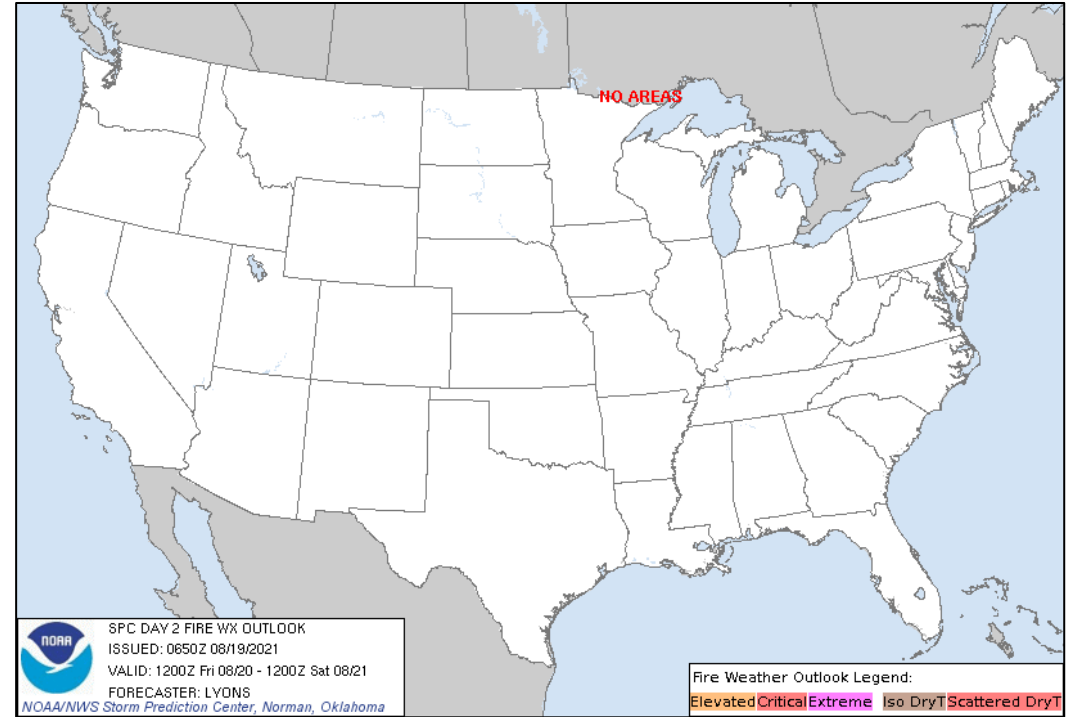 NO AREAS
NOAA
SPC DAY 2 FIRE WX OUTLOOK
ISSUED: 0650Z 08/19/2021
VALID: 1200Z Fri 08/20 - 1200Z Sat 08/21
FORECASTER: LYONS
NOAA/NWS Storm Prediction Center, Norman, Oklahoma
Fire Weather Outlook Legend:
Elevated Critical Extreme Iso DryT Scattered DryT